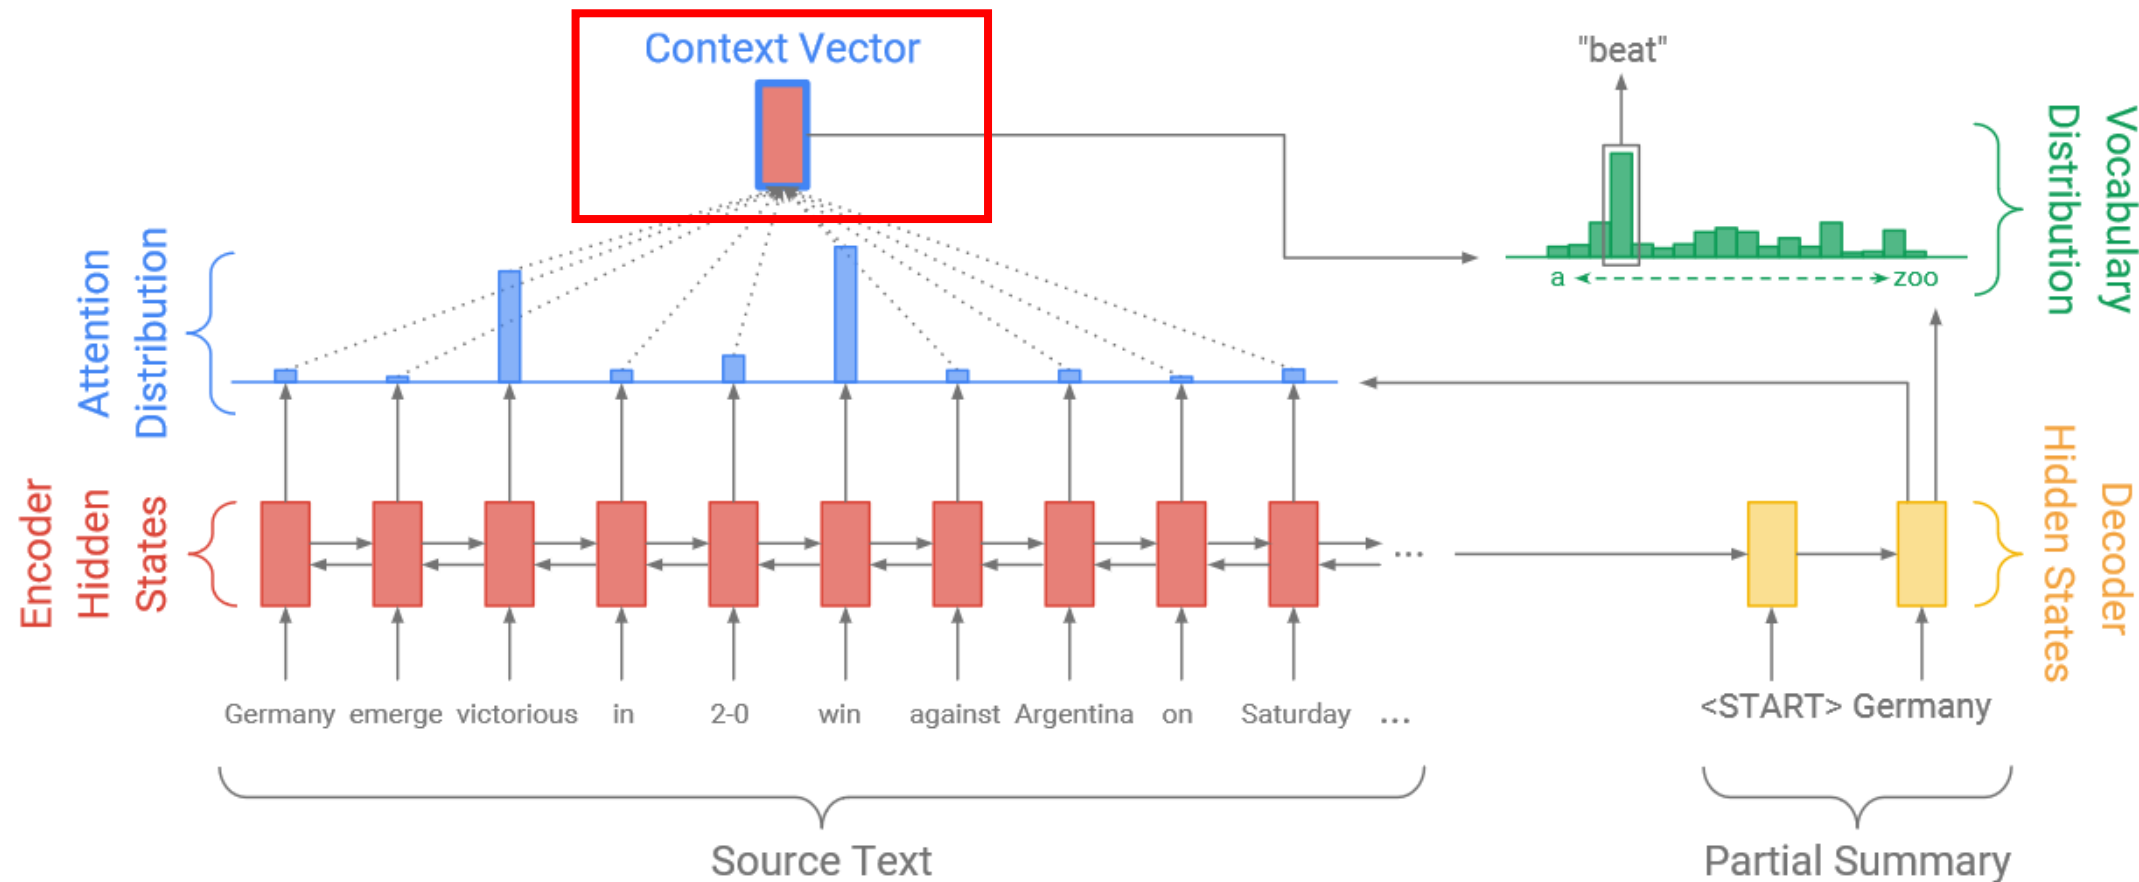 Context Vector
"beat"
a
zoo
Vocabulary
Distribution
Attention
Distribution
Encoder
Hidden
States
Decoder
Hidden States
Germany emerge victorious in 2-0 win against Argentina on Saturday ...
...
<START> Germany
Source Text
Partial Summary